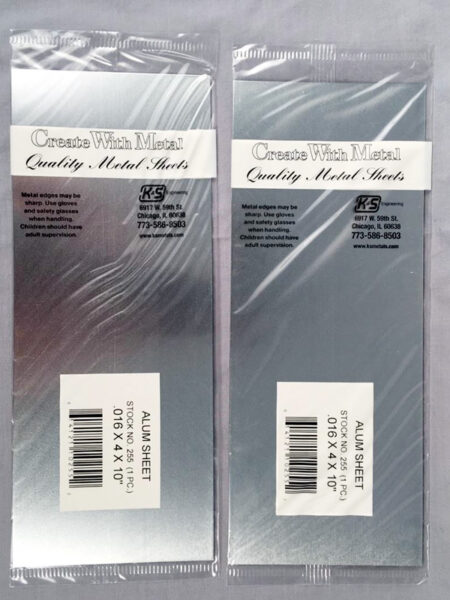 Create With Metal
Quality Metal Sheets
Metal edges may be
sharp. Use gloves
and safety glasses
when handling.
Children should have
adult supervision.
K&S Engineering
6917 W. 59th St.
Chicago, IL 60638
773-586-8503
www.ksmetals.com
ALUM SHEET
STOCK NO. 255 (1 PC.)
.016 X 4 X 10"
Create With Metal
Quality Metal Sheets
Metal edges may be
sharp. Use gloves
and safety glasses
when handling.
Children should have
adult supervision.
K&S Engineering
6917 W. 59th St.
Chicago, IL 60638
773-586-8503
www.ksmetals.com
ALUM SHEET
STOCK NO. 255 (1 PC.)
.016 X 4 X 10"